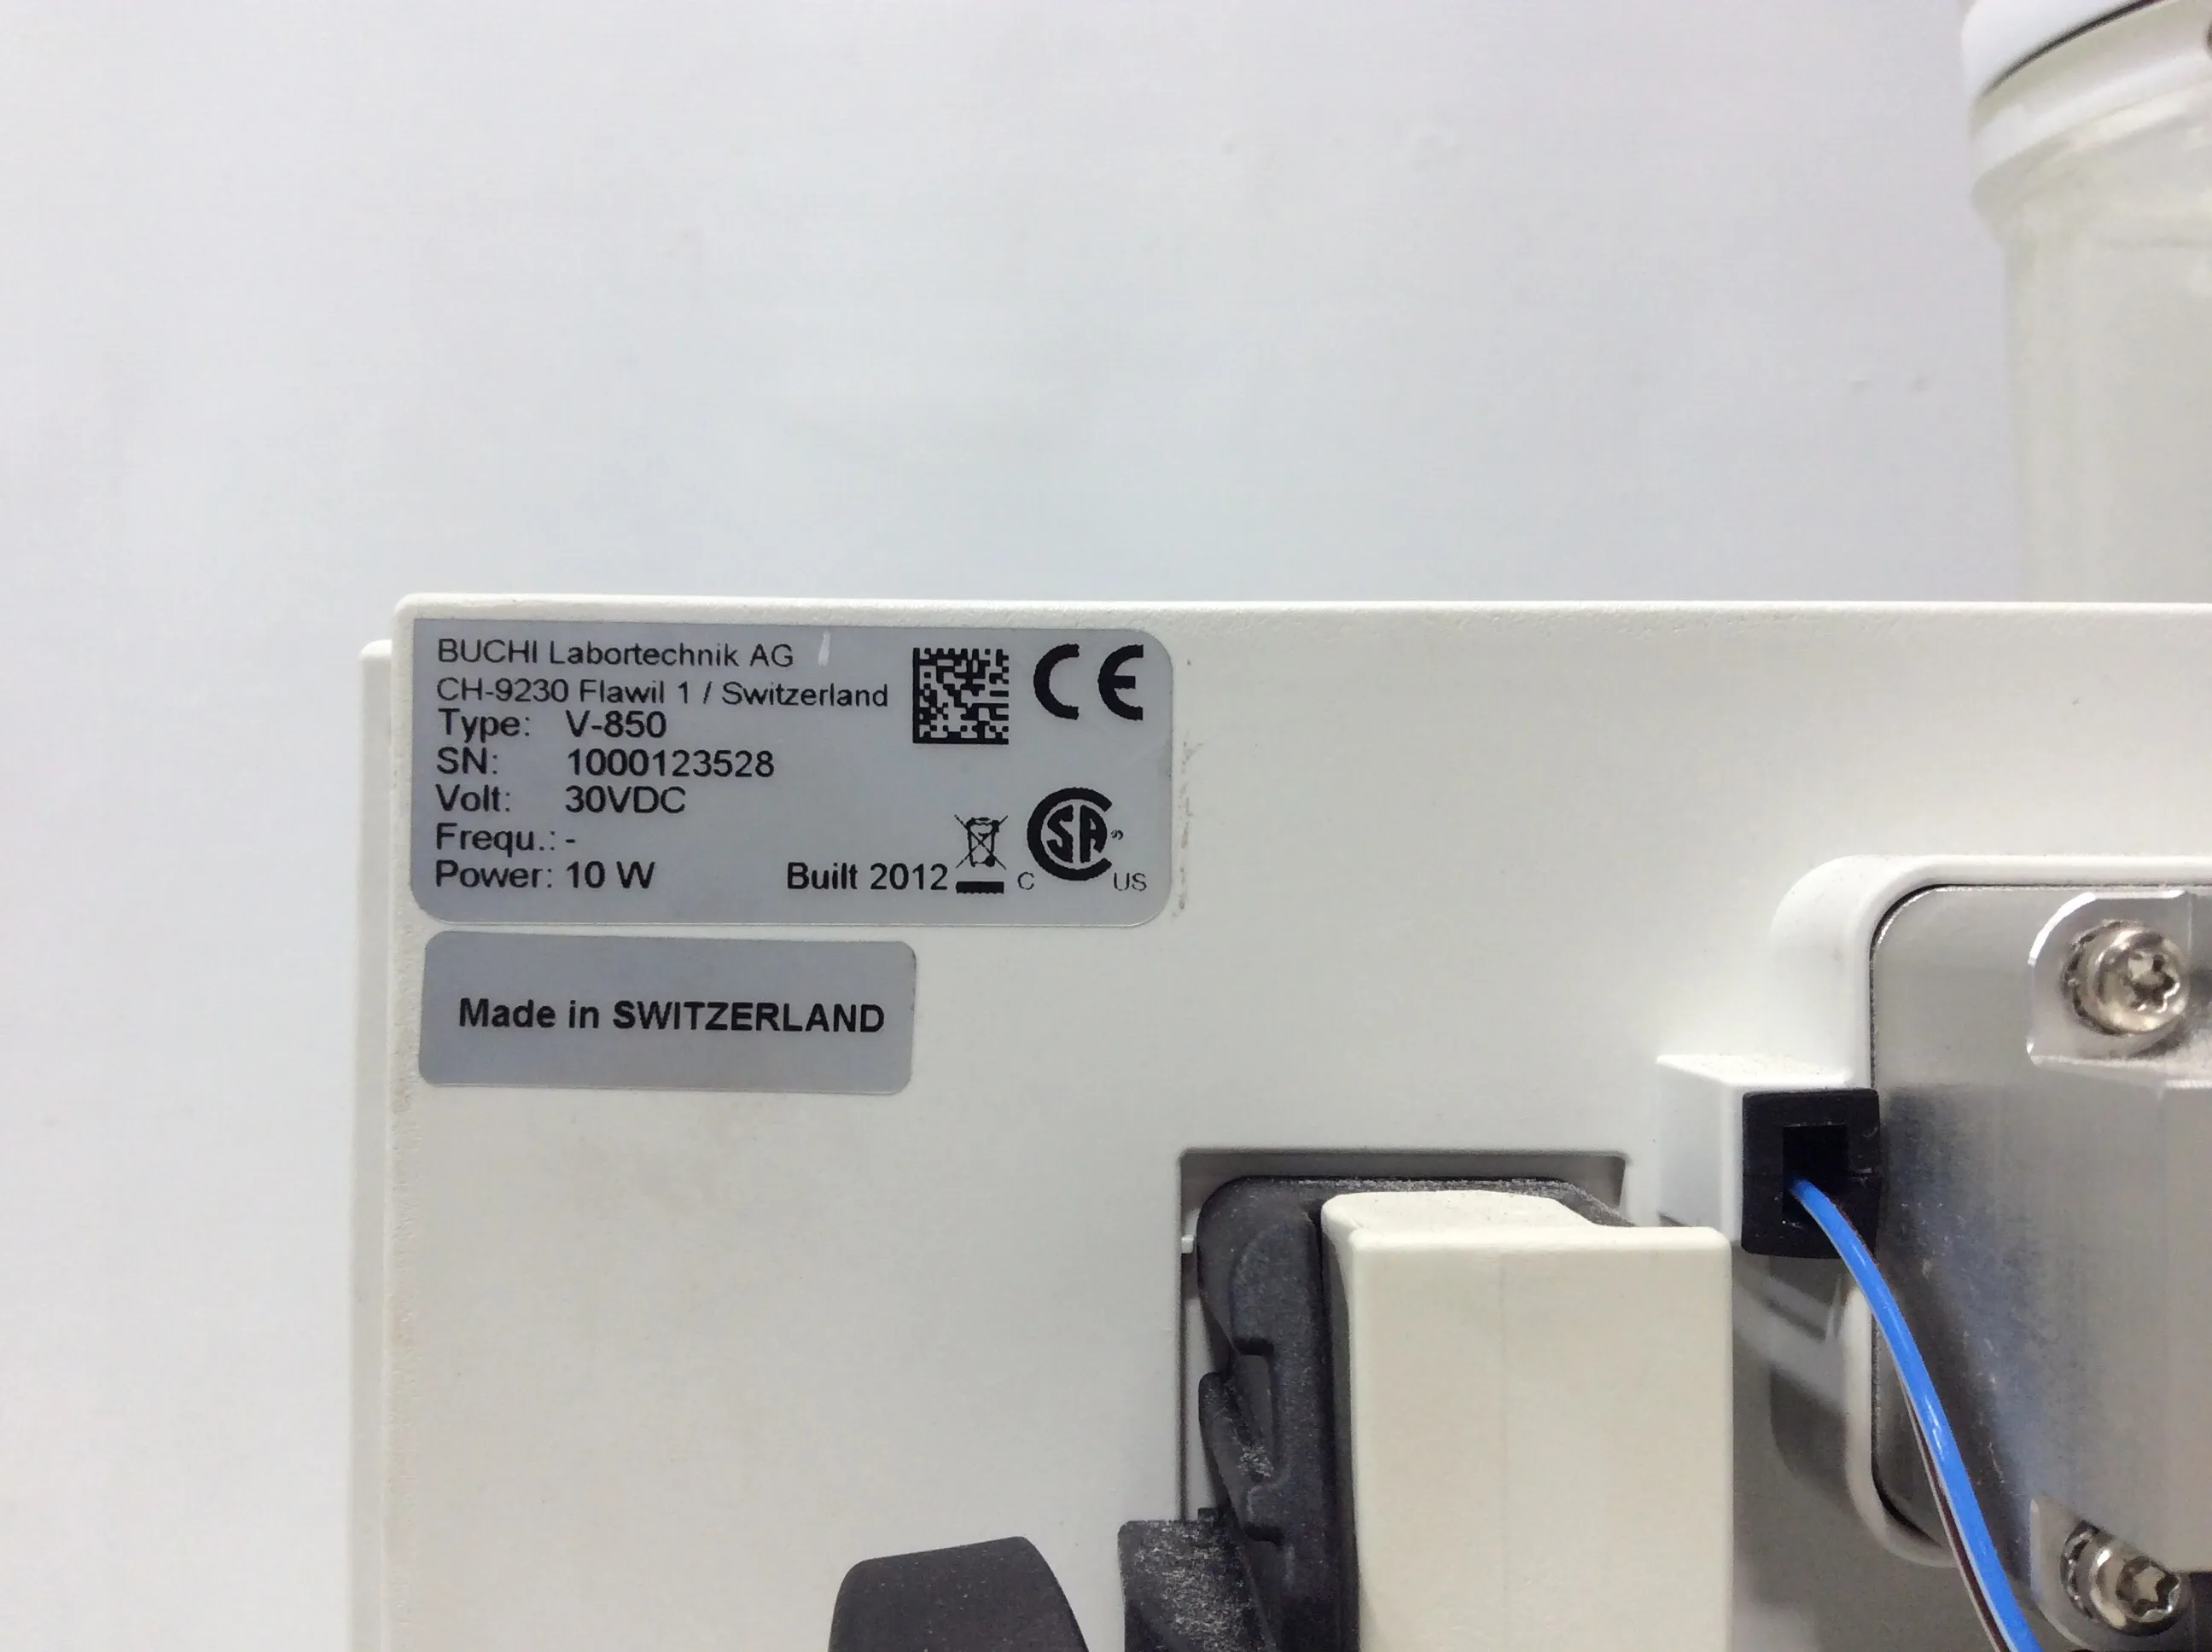 BUCHI Labortechnik AG
CH-9230 Flawil 1 / Switzerland
Type: V-850
SN: 1000123528
Volt: 30VDC
Frequ.: -
Power: 10 W
Built 2012
CE
C SA US
Made in SWITZERLAND